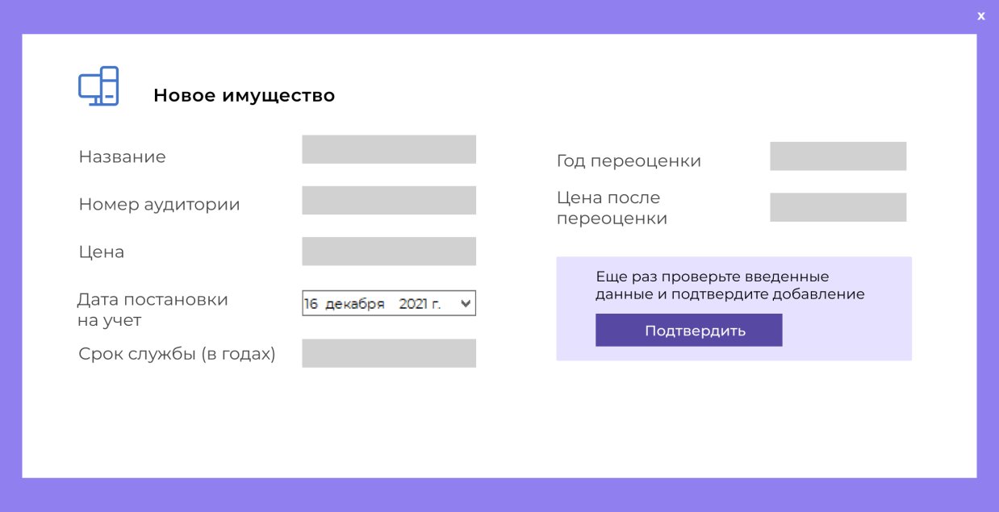 x
Новое имущество
Название
Номер аудитории
Цена
Дата постановки
на учет
16 декабря 2021 г.
Срок службы (в годах)
Год переоценки
Цена после
переоценки
Еще раз проверьте введенные
данные и подтвердите добавление
Подтвердить